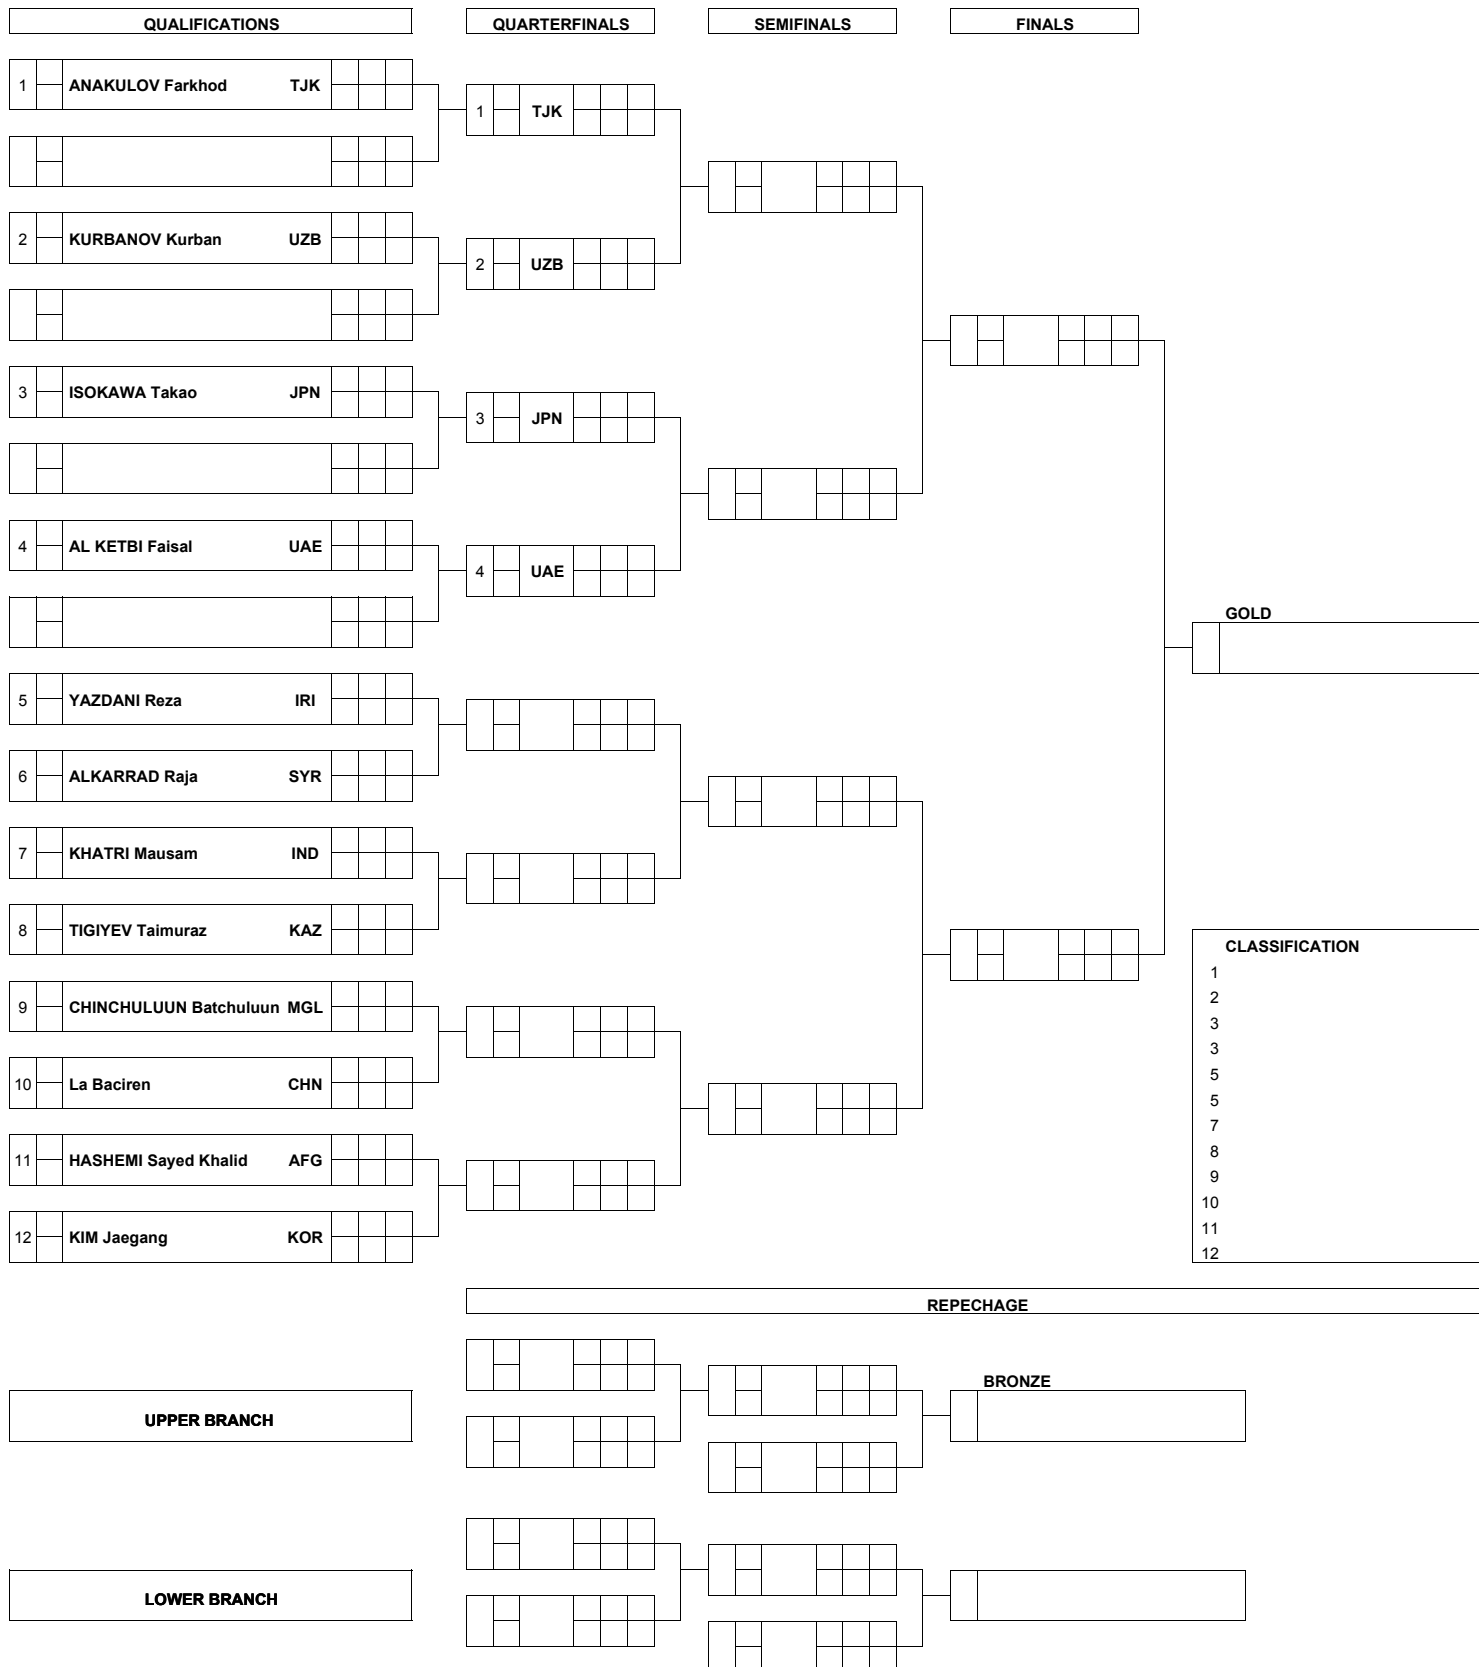 QUALIFICATIONS QUARTERFINALS SEMIFINALS FINALS
1 ANAKULOV Farkhod TJK
1 TJK
2 KURBANOV Kurban UZB
2 UZB
3 ISOKAWA Takao JPN
3 JPN
4 AL KETBI Faisal UAE
4 UAE
GOLD
5 YAZDANI Reza IRI
6 ALKARRAD Raja SYR
7 KHATRI Mausam IND
8 TIGIYEV Taimuraz KAZ
CLASSIFICATION
1
2
3
3
5
5
7
8
9
10
11
12
9 CHINCHULUUN Batchuluun MGL
10 La Baciren CHN
11 HASHEMI Sayed Khalid AFG
12 KIM Jaegang KOR
REPECHAGE
BRONZE
UPPER BRANCH
LOWER BRANCH